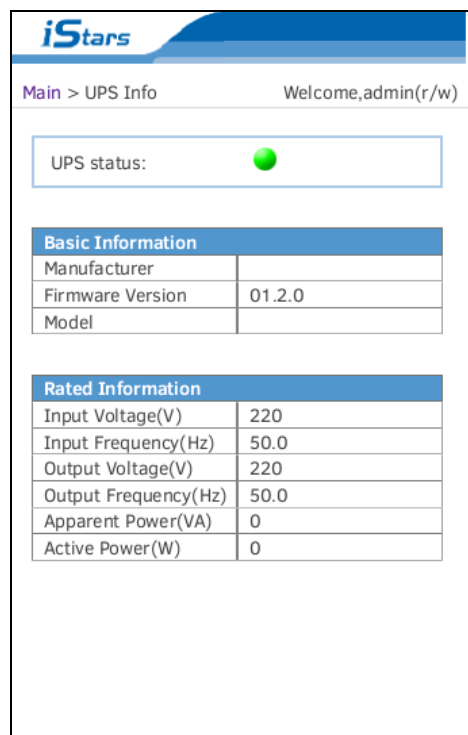 iStars
Main > UPS Info Welcome,admin(r/w)
UPS status:
Basic Information
Manufacturer
Firmware Version 01.2.0
Model
Rated Information
Input Voltage(V) 220
Input Frequency(Hz) 50.0
Output Voltage(V) 220
Output Frequency(Hz) 50.0
Apparent Power(VA) 0
Active Power(W) 0